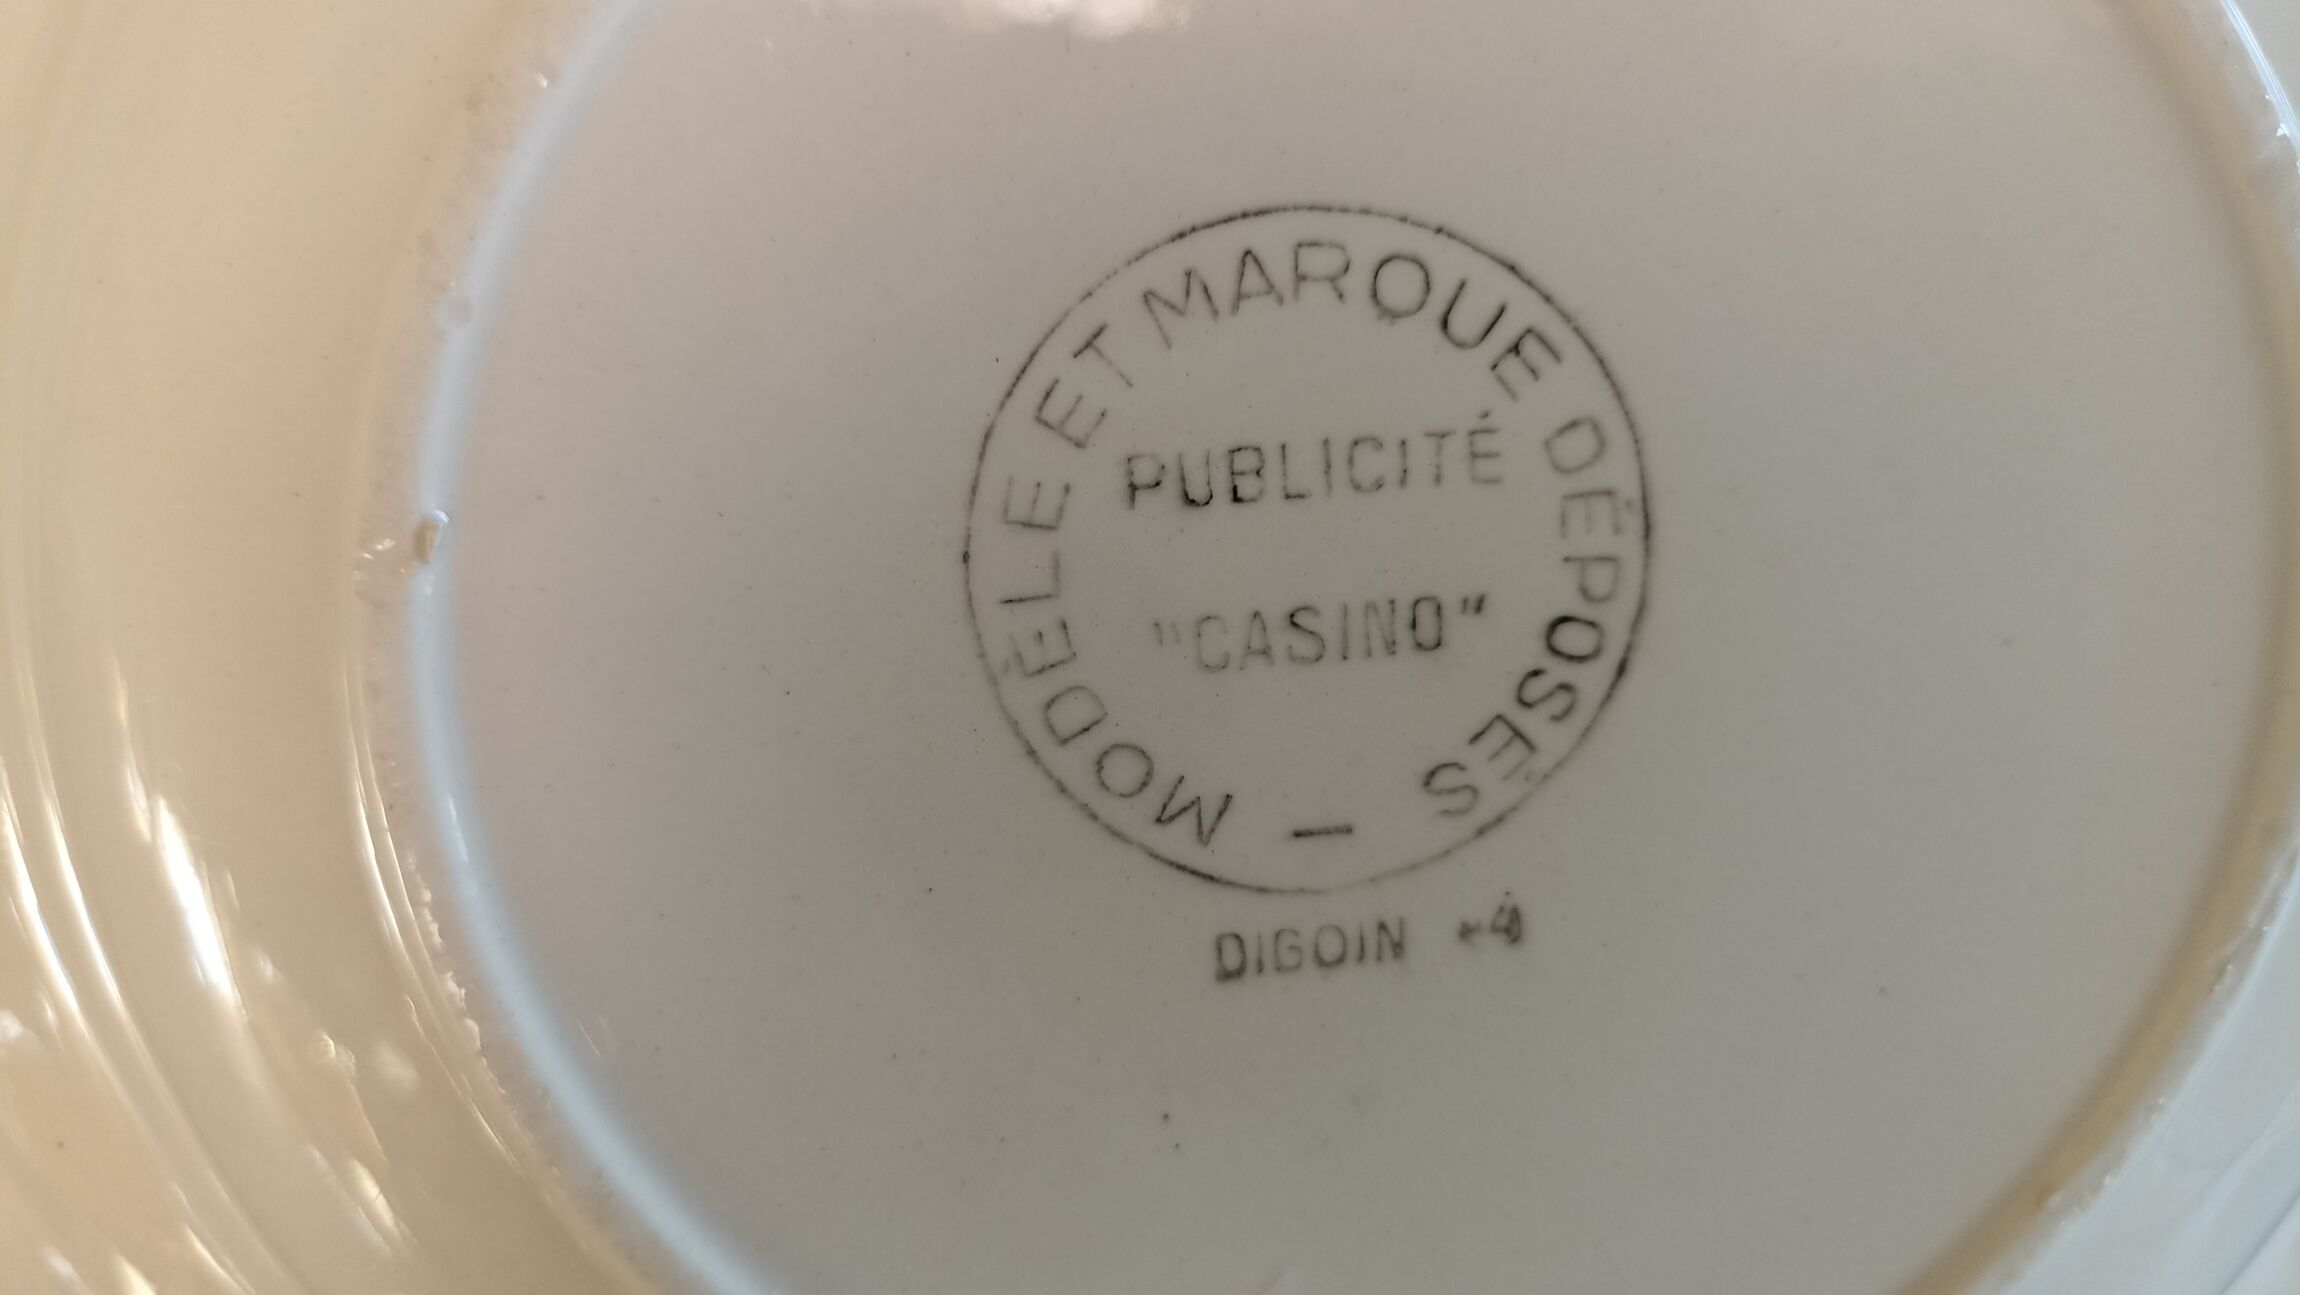 MODÈLE ET MARQUE DÉPOSÉS —
PUBLICITÉ
"CASINO"
DIGOIN